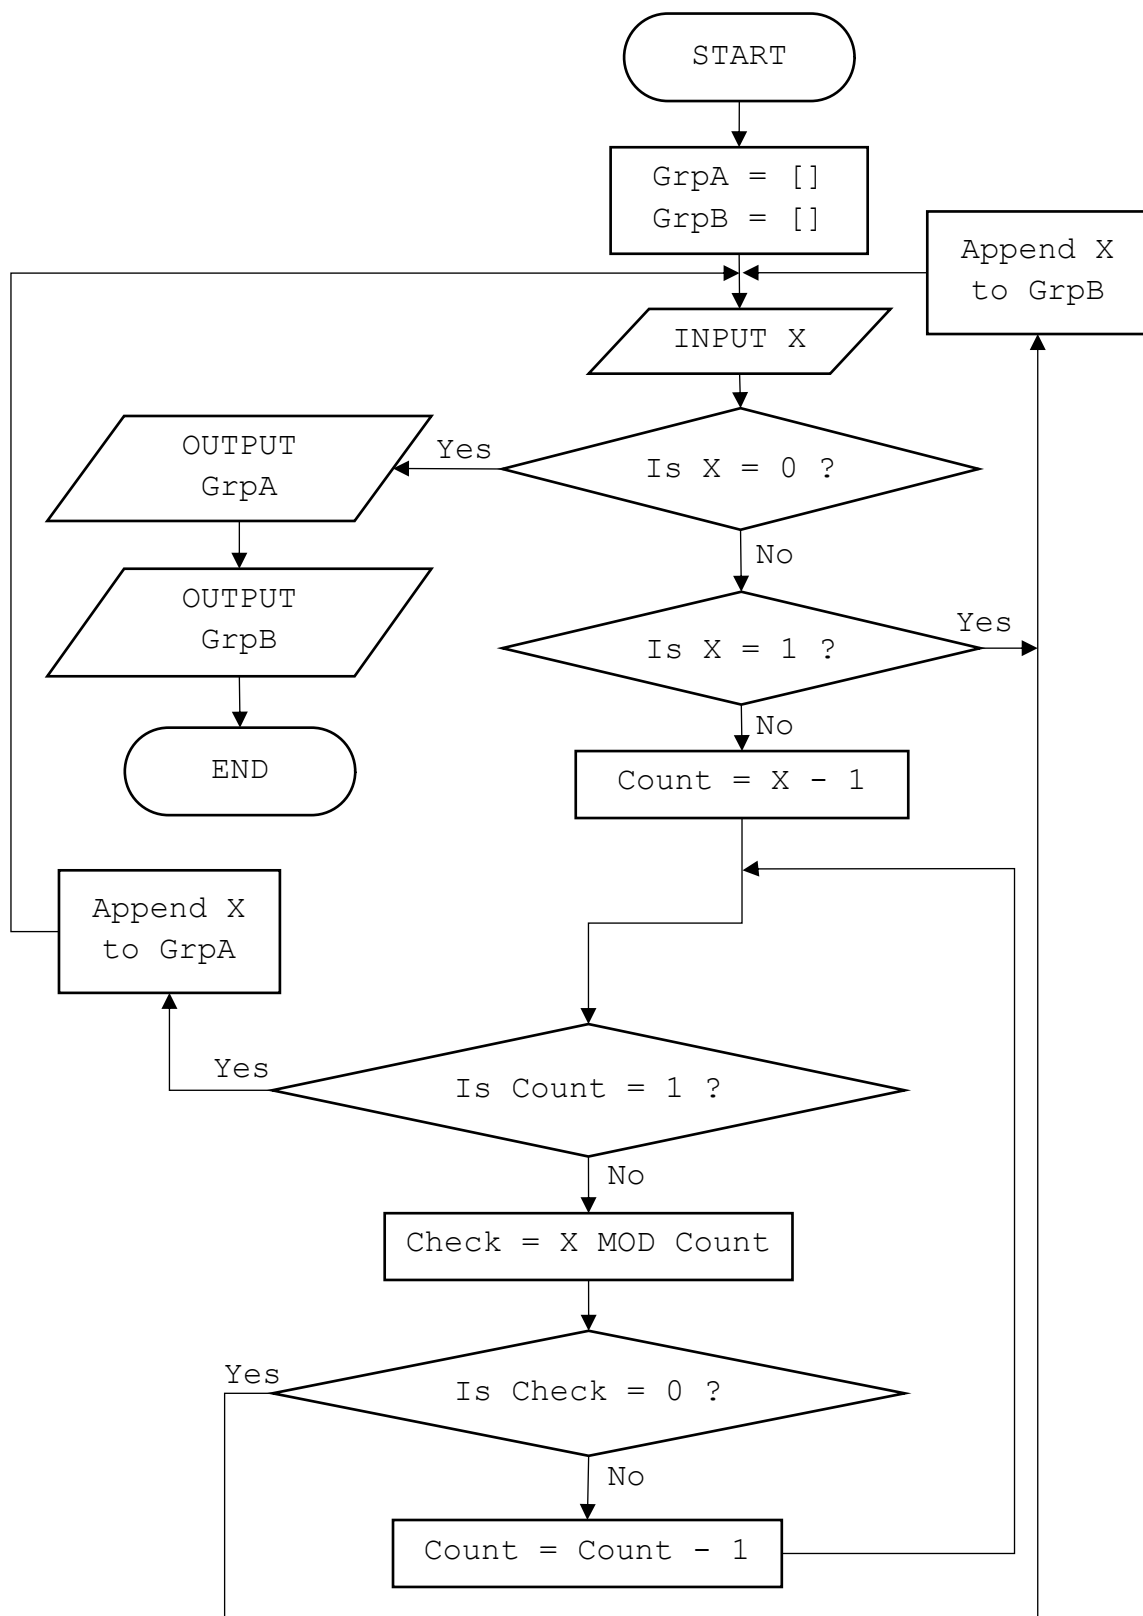 START
GrpA = []
GrpB = []
Append X
to GrpB
INPUT X
Is X = 0 ?
Yes
OUTPUT
GrpA
No
OUTPUT
GrpB
Is X = 1 ?
Yes
No
END
Count = X - 1
Append X
to GrpA
Yes
Is Count = 1 ?
No
Check = X MOD Count
Yes
Is Check = 0 ?
No
Count = Count - 1